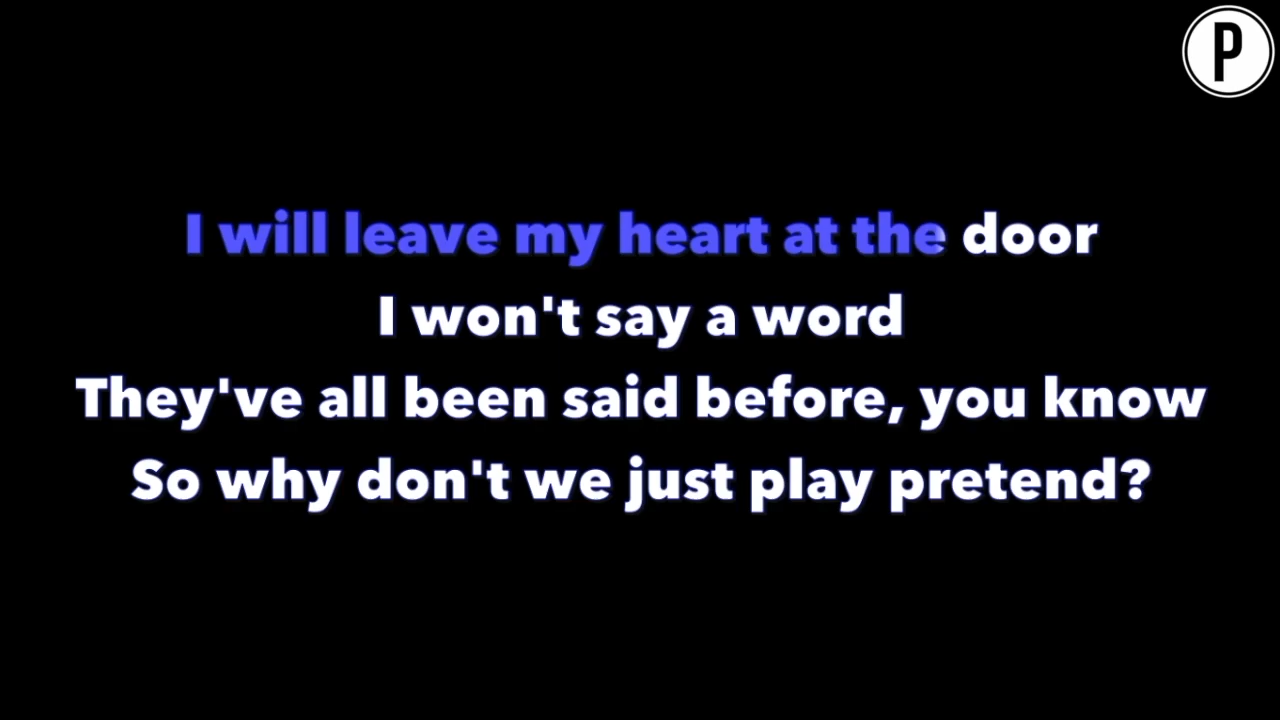 P
I will leave my heart at the door
I won't say a word
They've all been said before, you know
So why don't we just play pretend?